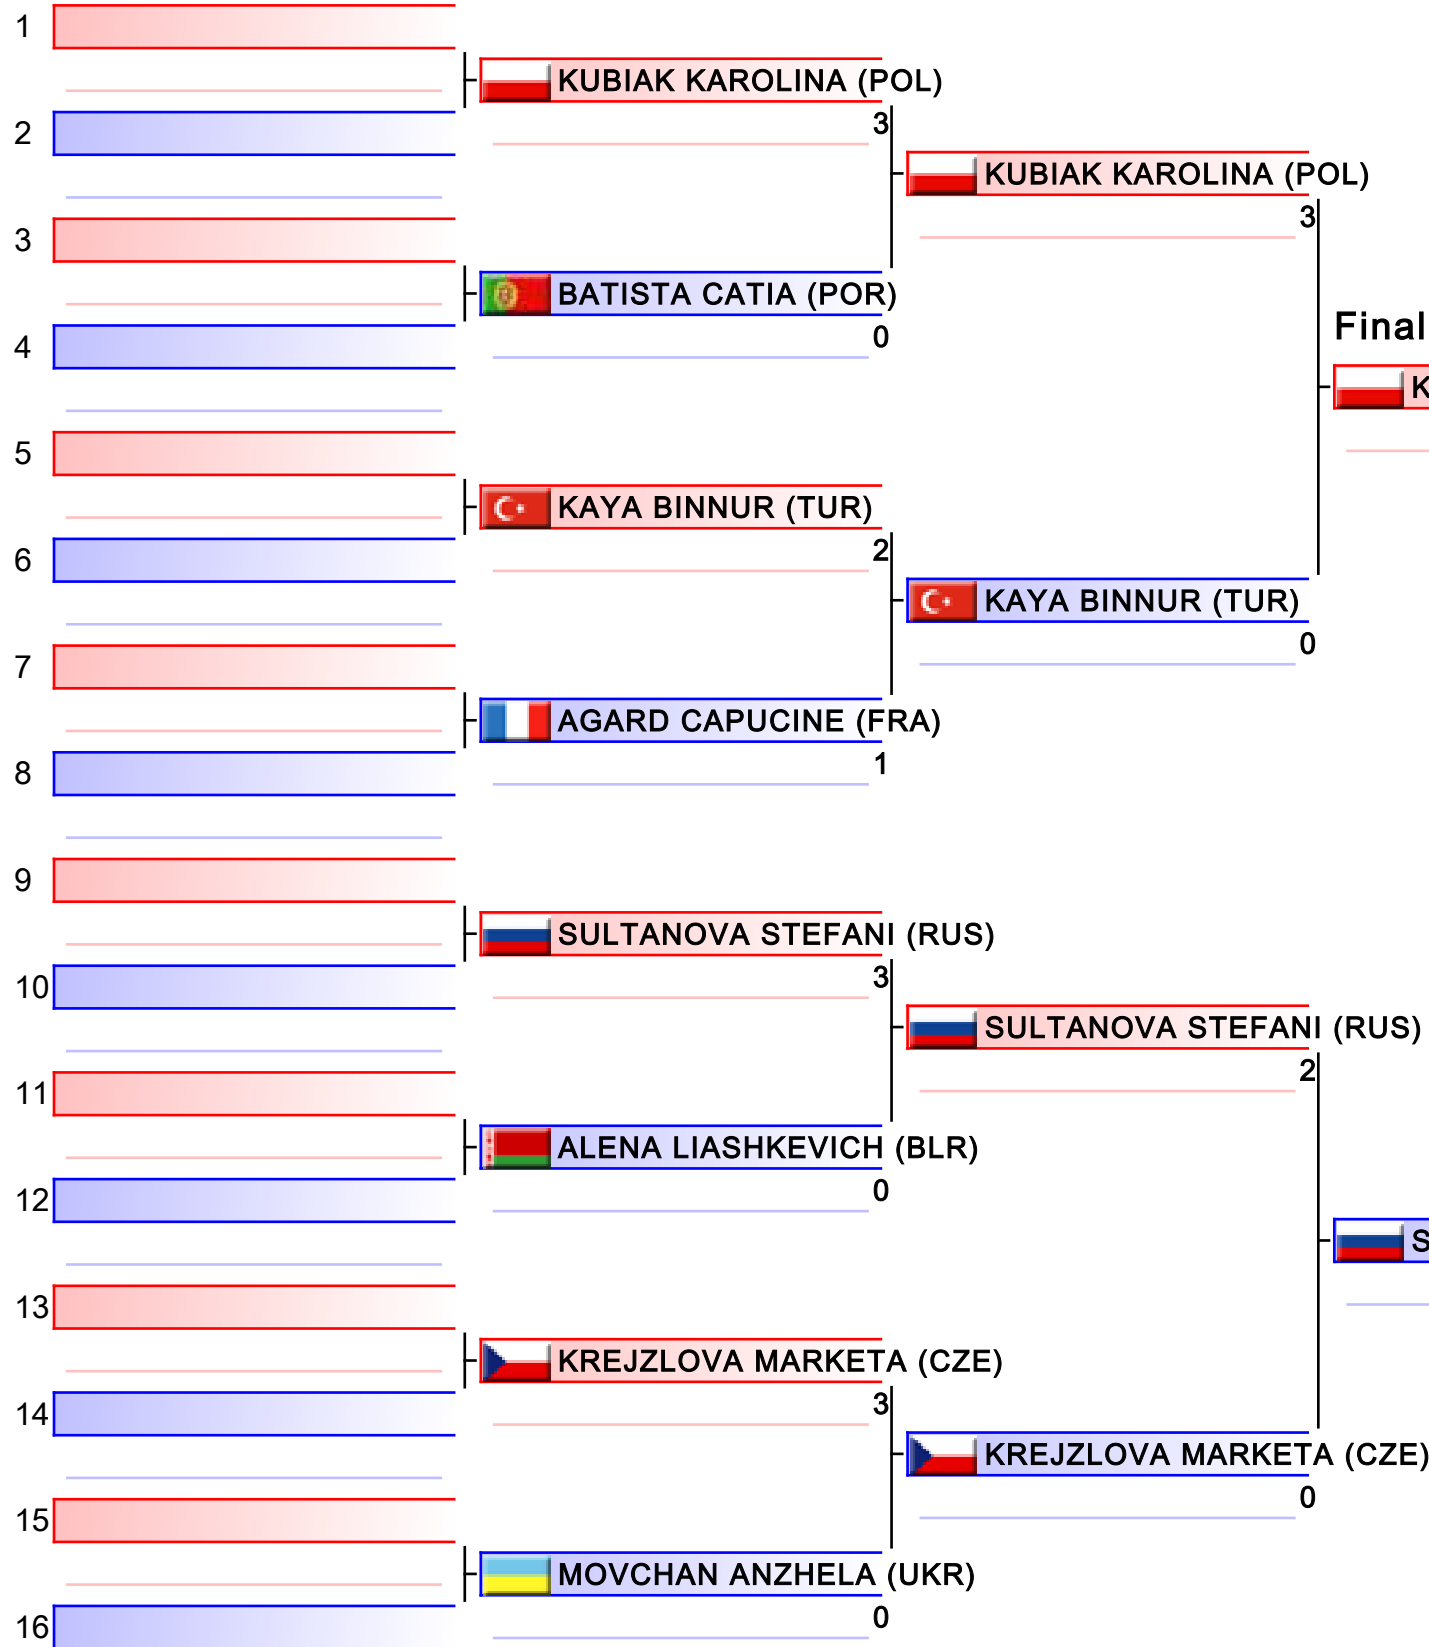 1
KUBIAK KAROLINA (POL)
3
2
KUBIAK KAROLINA (POL)
3
3
BATISTA CATIA (POR)
0
4
Final
K
5
KAYA BINNUR (TUR)
2
6
KAYA BINNUR (TUR)
0
7
AGARD CAPUCINE (FRA)
1
8
9
SULTANOVA STEFANI (RUS)
3
10
SULTANOVA STEFANI (RUS)
2
11
ALENA LIASHKEVICH (BLR)
0
12
S
13
KREJZLOVA MARKETA (CZE)
3
14
KREJZLOVA MARKETA (CZE)
0
15
MOVCHAN ANZHELA (UKR)
0
16